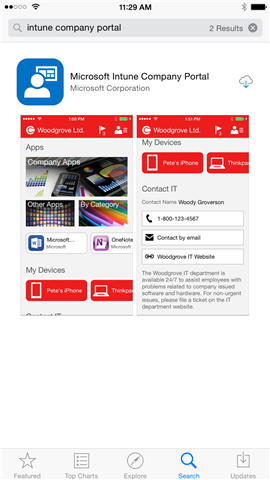 11:29 AM
intune company portal
2 Results
Microsoft Intune Company Portal
Microsoft Corporation
1:50 PM
Woodgrove Ltd.
3
Apps
Company Apps
Other Apps
By Category
Microsoft...
OneNote
My Devices
Pete's iPhone
Thinkpa
Contact IT
1:51 PM
Woodgrove Ltd.
3
My Devices
Pete's iPhone
Thinkpa
Contact IT
Contact Name Woody Groverson
1-800-123-4567
Contact by email
Woodgrove IT Website
The Woodgrove IT department is
available 24/7 to assist employees with
problems related to company issued
software and hardware. For non-urgent
issues, please file a ticket on the IT
department website.
Featured
Top Charts
Explore
Search
Updates